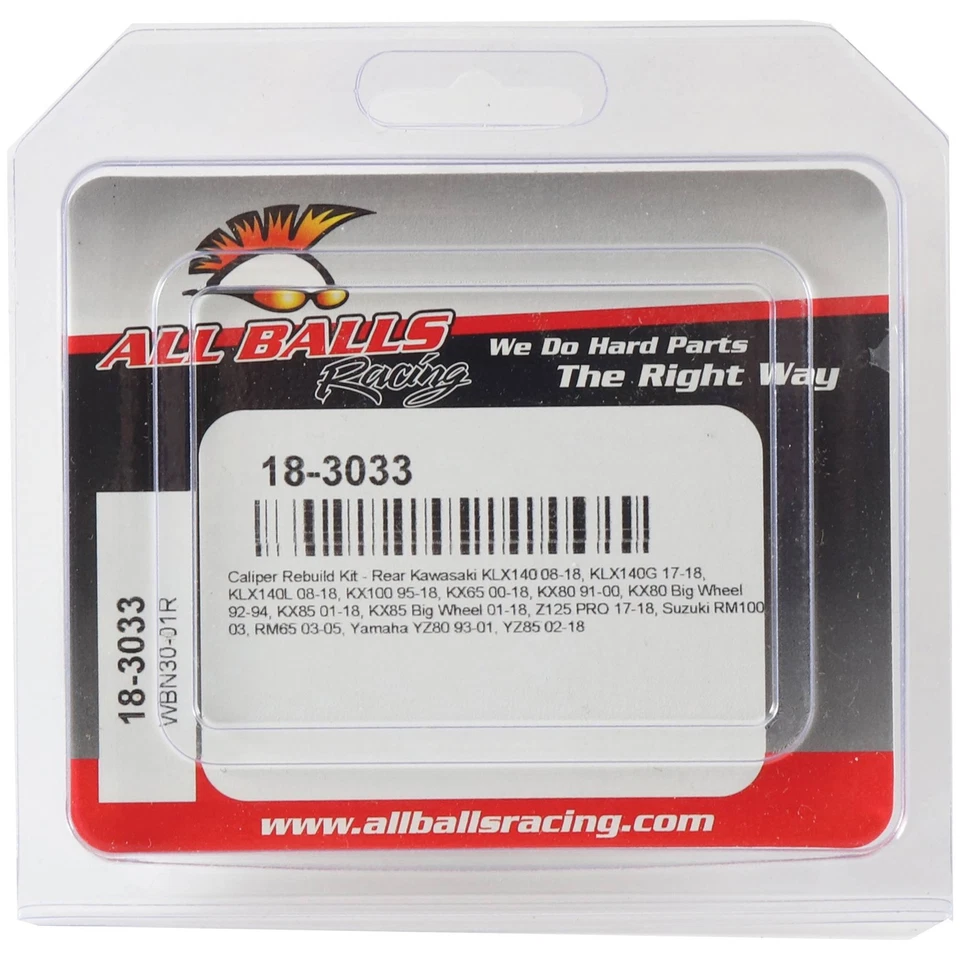 ALL BALLS
Racing
We Do Hard Parts
The Right Way
18-3033
Caliper Rebuild Kit - Rear Kawasaki KLX140 08-18, KLX140G 17-18,
KLX140L 08-18, KX100 95-18, KX65 00-18, KX80 91-00, KX80 Big Wheel
92-94, KX85 01-18, KX85 Big Wheel 01-18, Z125 PRO 17-18, Suzuki RM100
03, RM65 03-05, Yamaha YZ80 93-01, YZ85 02-18
18-3033
WBN30-01R
www.allballsracing.com